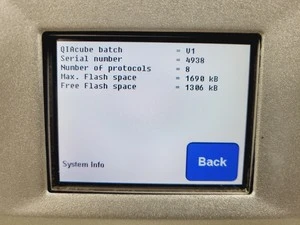 QIAcube batch = V1
Serial number = 4938
Number of protocols = 8
Max. Flash space = 1690 kB
Free Flash space = 1306 kB
System Info
Back